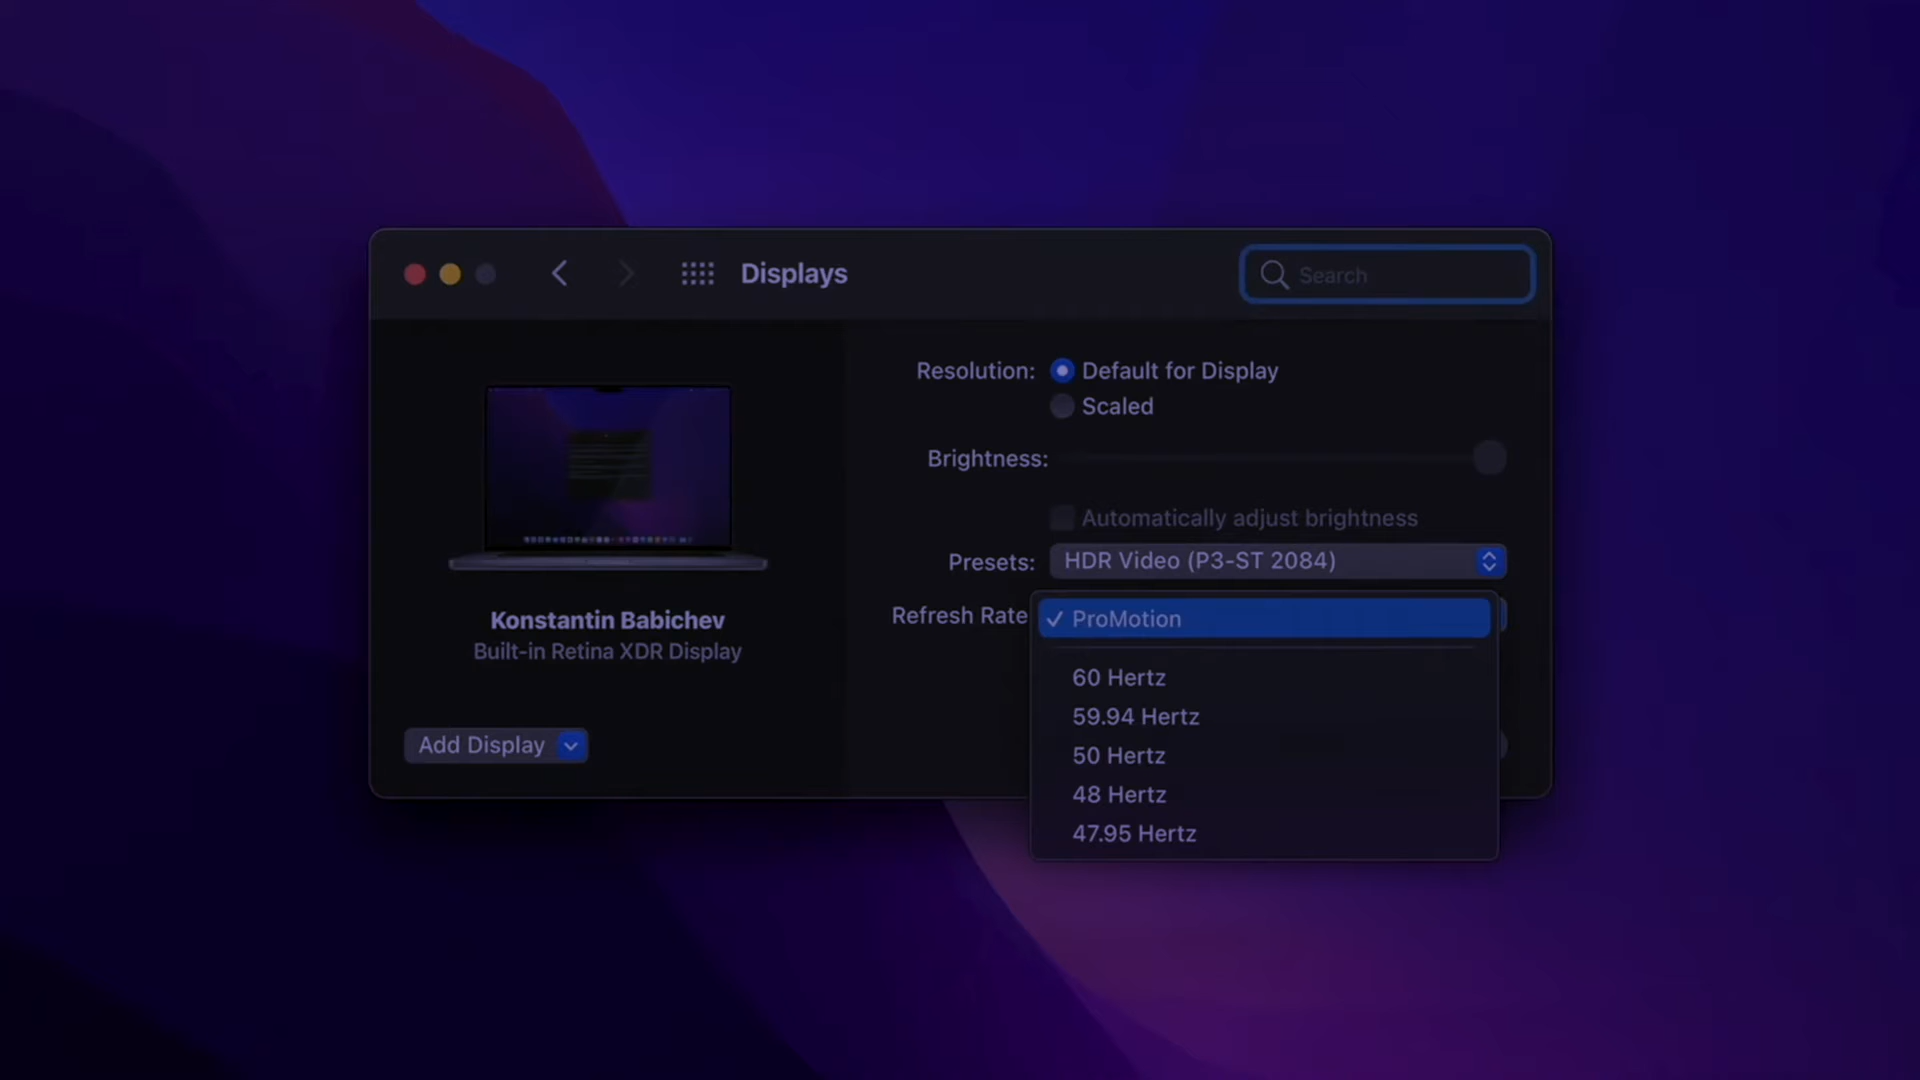 Displays
Search
Resolution: Default for Display
Scaled
Brightness:
Automatically adjust brightness
Presets: HDR Video (P3-ST 2084)
Refresh Rate ✓ ProMotion
60 Hertz
59.94 Hertz
50 Hertz
48 Hertz
47.95 Hertz
Konstantin Babichev
Built-in Retina XDR Display
Add Display